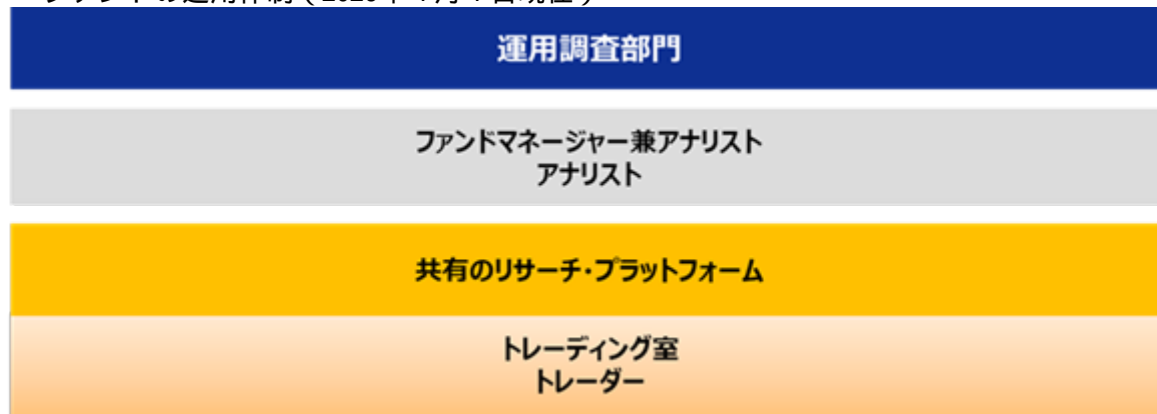 運用調査部門
ファンドマネージャー兼アナリスト
アナリスト
共有のリサーチ・プラットフォーム
トレーディング室
トレーダー